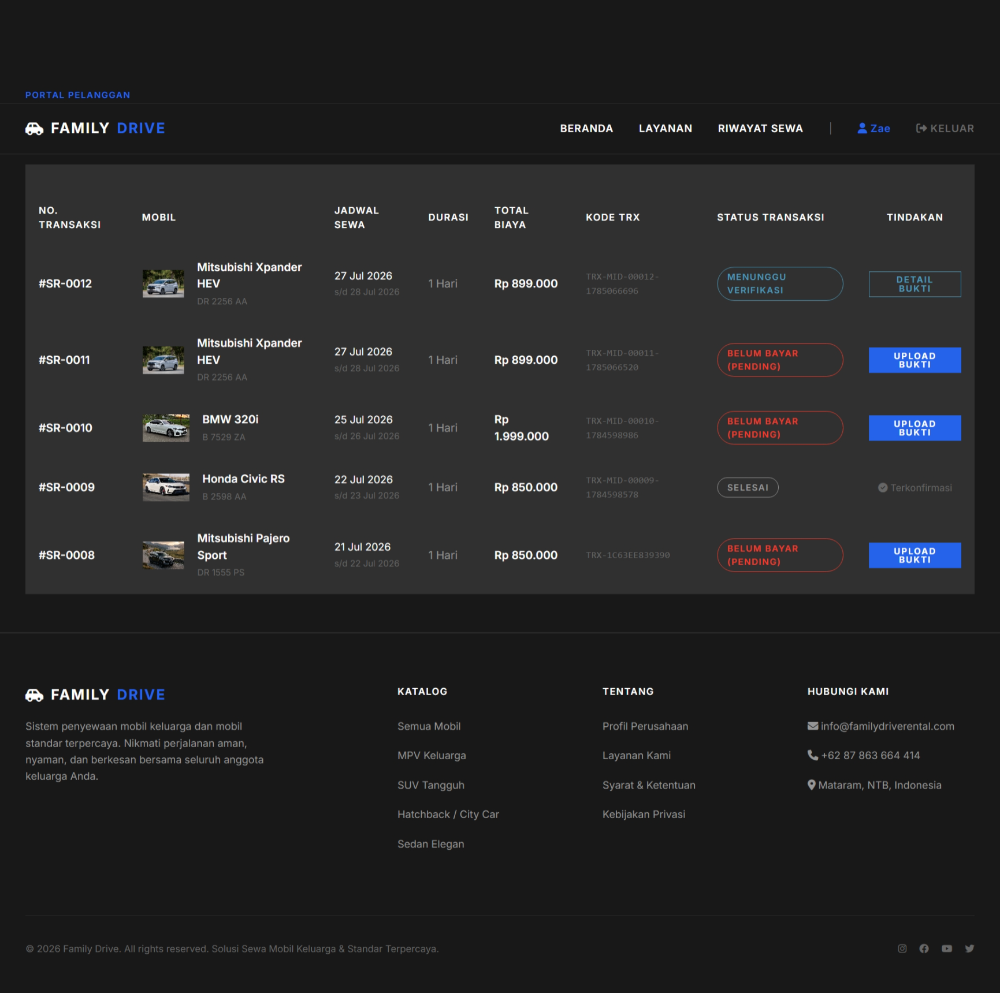 PORTAL PELANGGAN
FAMILY DRIVE
BERANDA
LAYANAN
RIWAYAT SEWA
Zae
KELUAR
NO.
TRANSAKSI
MOBIL
JADWAL
SEWA
DURASI
TOTAL
BIAYA
KODE TRX
STATUS TRANSAKSI
TINDAKAN
#SR-0012
Mitsubishi Xpander
HEV
DR 2256 AA
27 Jul 2026
s/d 28 Jul 2026
1 Hari
Rp 899.000
TRX-MID-00012-
1785066696
MENUNGGU
VERIFIKASI
DETAIL
BUKTI
#SR-0011
Mitsubishi Xpander
HEV
DR 2256 AA
27 Jul 2026
s/d 28 Jul 2026
1 Hari
Rp 899.000
TRX-MID-00011-
1785066520
BELUM BAYAR
(PENDING)
UPLOAD
BUKTI
#SR-0010
BMW 320i
B 7529 ZA
25 Jul 2026
s/d 26 Jul 2026
1 Hari
Rp
1.999.000
TRX-MID-00010-
1784598986
BELUM BAYAR
(PENDING)
UPLOAD
BUKTI
#SR-0009
Honda Civic RS
B 2598 AA
22 Jul 2026
s/d 23 Jul 2026
1 Hari
Rp 850.000
TRX-MID-00009-
1784598578
SELESAI
Terkonfirmasi
#SR-0008
Mitsubishi Pajero
Sport
DR 1555 PS
21 Jul 2026
s/d 22 Jul 2026
1 Hari
Rp 850.000
TRX-1C63EE839390
BELUM BAYAR
(PENDING)
UPLOAD
BUKTI
FAMILY DRIVE
Sistem penyewaan mobil keluarga dan mobil
standar terpercaya. Nikmati perjalanan aman,
nyaman, dan berkesan bersama seluruh anggota
keluarga Anda.
KATALOG
Semua Mobil
MPV Keluarga
SUV Tangguh
Hatchback / City Car
Sedan Elegan
TENTANG
Profil Perusahaan
Layanan Kami
Syarat & Ketentuan
Kebijakan Privasi
HUBUNGI KAMI
info@familydriverental.com
+62 87 863 664 414
Mataram, NTB, Indonesia
© 2026 Family Drive. All rights reserved. Solusi Sewa Mobil Keluarga & Standar Terpercaya.